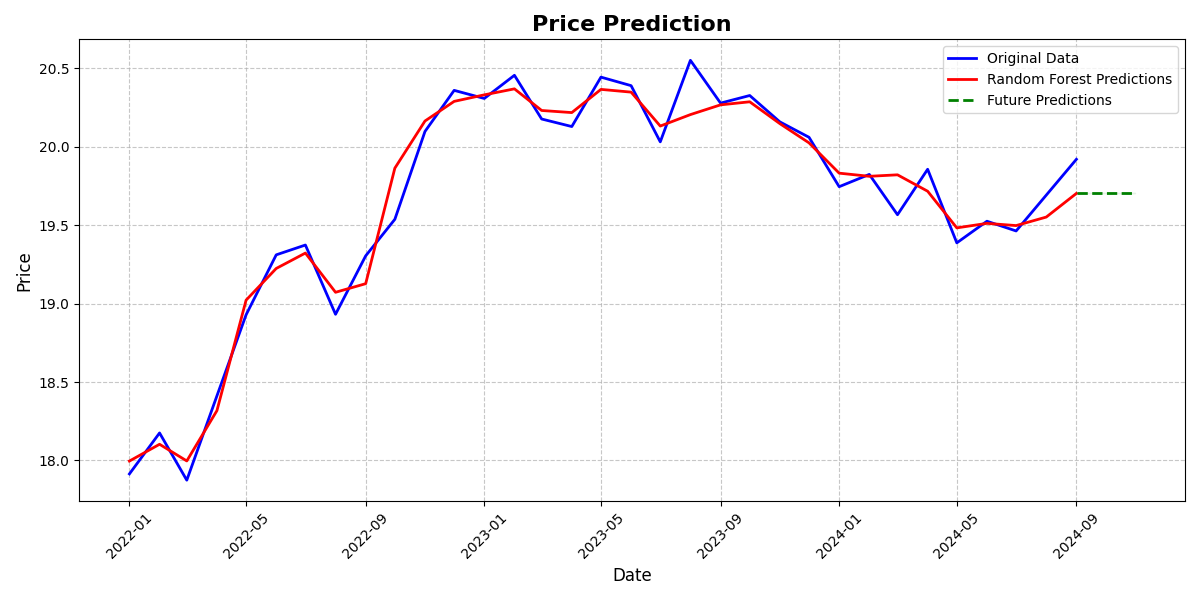 Price Prediction
Original Data
Random Forest Predictions
Future Predictions
Price
20.5
20.0
19.5
19.0
18.5
18.0
2022-01
2022-05
2022-09
2023-01
2023-05
2023-09
2024-01
2024-05
2024-09
Date